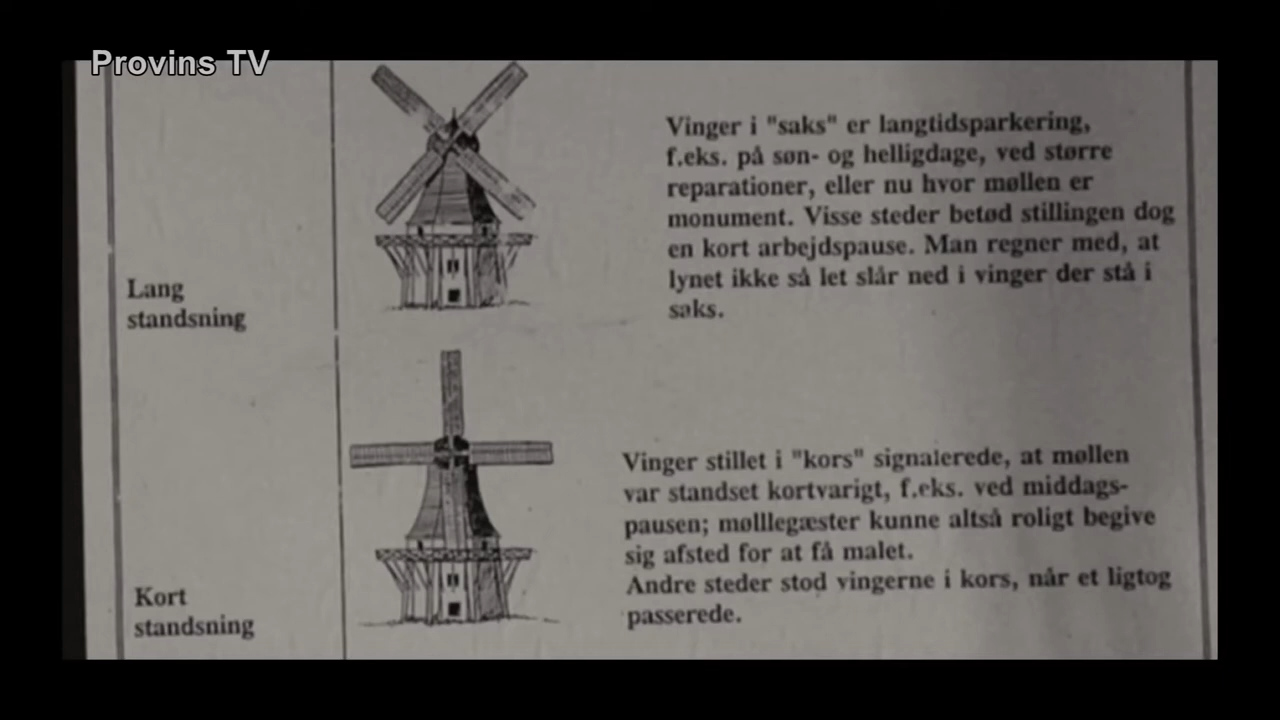 Provins TV
Vinger i "saks" er langtidsparkering,
f.eks. på søn- og helligdage, ved større
reparationer, eller nu hvor møllen er
monument. Visse steder betød stillingen dog
en kort arbejdspause. Man regner med, at
lynet ikke så let slår ned i vinger der stå i
saks.
Lang
standsning
Vinger stillet i "kors" signalerede, at møllen
var standset kortvarigt, f.eks. ved middags-
pausen; mølllegæster kunne altså roligt begive
sig afsted for at få malet.
Andre steder stod vingerne i kors, når et ligtog
passerede.
Kort
standsning